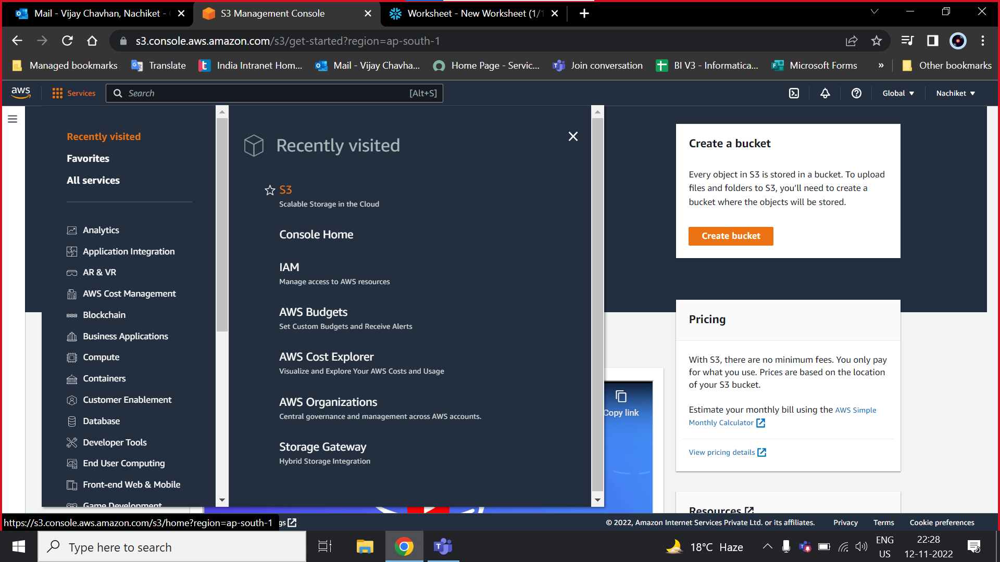 Mail - Vijay Chavhan, Nachiket -
S3 Management Console
Worksheet - New Worksheet (1/1
s3.console.aws.amazon.com/s3/get-started?region=ap-south-1
Managed bookmarks
Translate
India Intranet Hom...
Mail - Vijay Chavha...
Home Page - Servic...
Join conversation
BI V3 - Informatica...
Microsoft Forms
»
Other bookmarks
aws
Services
Search
[Alt+S]
Global
Nachiket
Recently visited
Favorites
All services
Analytics
Application Integration
AR & VR
AWS Cost Management
Blockchain
Business Applications
Compute
Containers
Customer Enablement
Database
Developer Tools
End User Computing
Front-end Web & Mobile
Game Development
Recently visited
S3
Scalable Storage in the Cloud
Console Home
IAM
Manage access to AWS resources
AWS Budgets
Set Custom Budgets and Receive Alerts
AWS Cost Explorer
Visualize and Explore Your AWS Costs and Usage
AWS Organizations
Central governance and management across AWS accounts.
Storage Gateway
Hybrid Storage Integration
Copy link
Create a bucket
Every object in S3 is stored in a bucket. To upload
files and folders to S3, you'll need to create a
bucket where the objects will be stored.
Create bucket
Pricing
With S3, there are no minimum fees. You only pay
for what you use. Prices are based on the location
of your S3 bucket.
Estimate your monthly bill using the AWS Simple
Monthly Calculator
View pricing details
Resources
https://s3.console.aws.amazon.com/s3/home?region=ap-south-1
gs
© 2022, Amazon Internet Services Private Ltd. or its affiliates.
Privacy
Terms
Cookie preferences
Type here to search
18°C Haze
ENG
US
22:28
12-11-2022